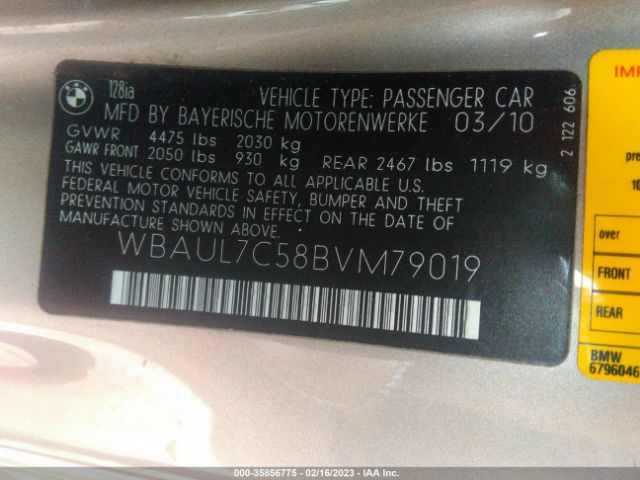 BMW
128ia
VEHICLE TYPE: PASSENGER CAR
MFD BY BAYERISCHE MOTORENWERKE 03/10
GVWR 4475 lbs 2030 kg
GAWR FRONT 2050 lbs 930 kg REAR 2467 lbs 1119 kg
THIS VEHICLE CONFORMS TO ALL APPLICABLE U.S.
FEDERAL MOTOR VEHICLE SAFETY, BUMPER AND THEFT
PREVENTION STANDARDS IN EFFECT ON THE DATE OF
MANUFACTURE SHOWN ABOVE.
WBAUL7C58BVM79019
2 122 606
over
FRONT
REAR
BMW
6796046
000-35856775 - 02/16/2023 - IAA Inc.